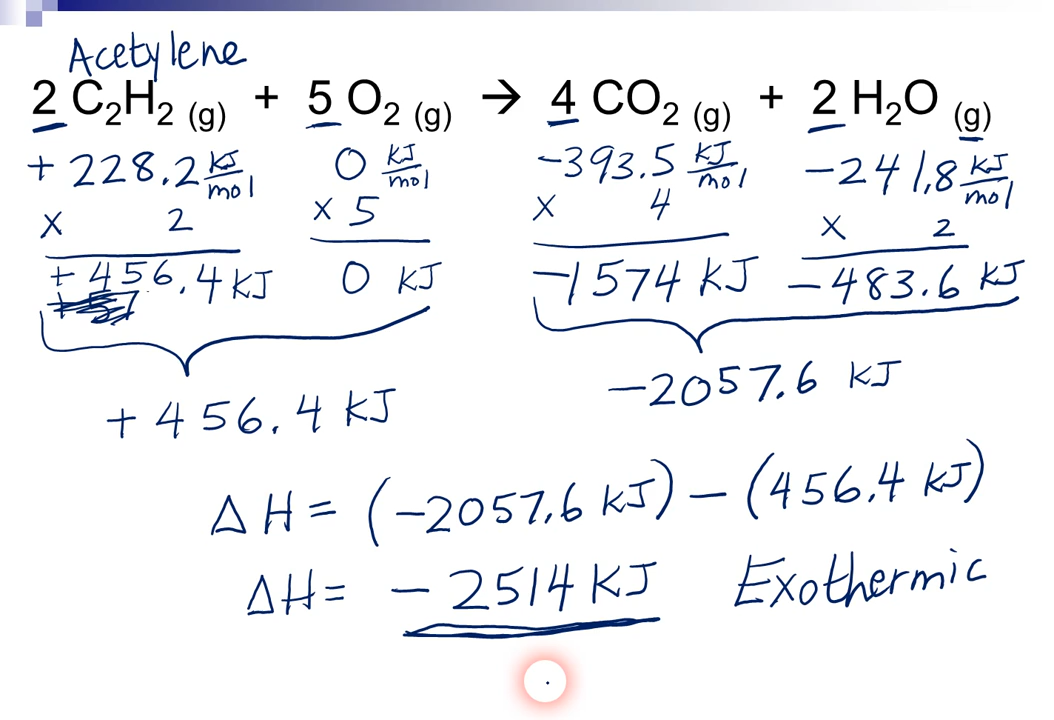 Acetylene
2 C₂H₂ (g) + 5 O₂ (g) → 4 CO₂ (g) + 2 H₂O (g)
+ 228.2 kJ/mol 0 kJ/mol -393.5 kJ/mol -241.8 kJ/mol
x 2 x 5 x 4 x 2
+ 456.4 kJ 0 kJ -1574 kJ -483.6 kJ
+ 456.4 kJ -2057.6 kJ
ΔH = (-2057.6 kJ) - (456.4 kJ)
ΔH = - 2514 kJ Exothermic